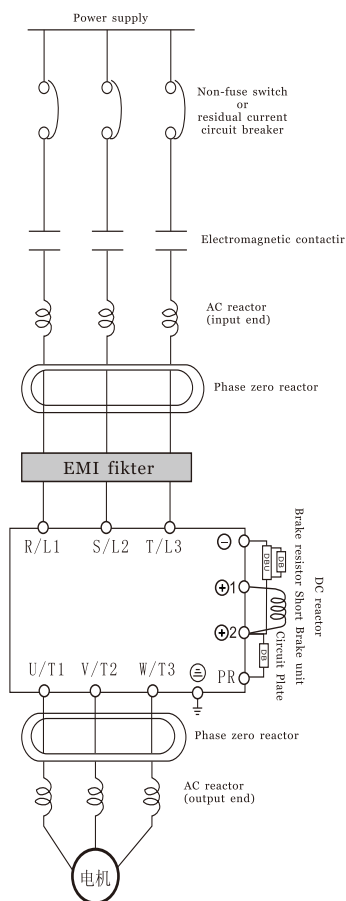 Power supply
Non-fuse switch
or
residual current
circuit breaker
Electromagnetic contactir
AC reactor
(input end)
Phase zero reactor
EMI fikter
R/L1 S/L2 T/L3
−
+1
+2
PR
DBU
DB
DB
DC reactor
Brake resistor Short Brake unit
Circuit Plate
U/T1 V/T2 W/T3
Phase zero reactor
AC reactor
(output end)
电机